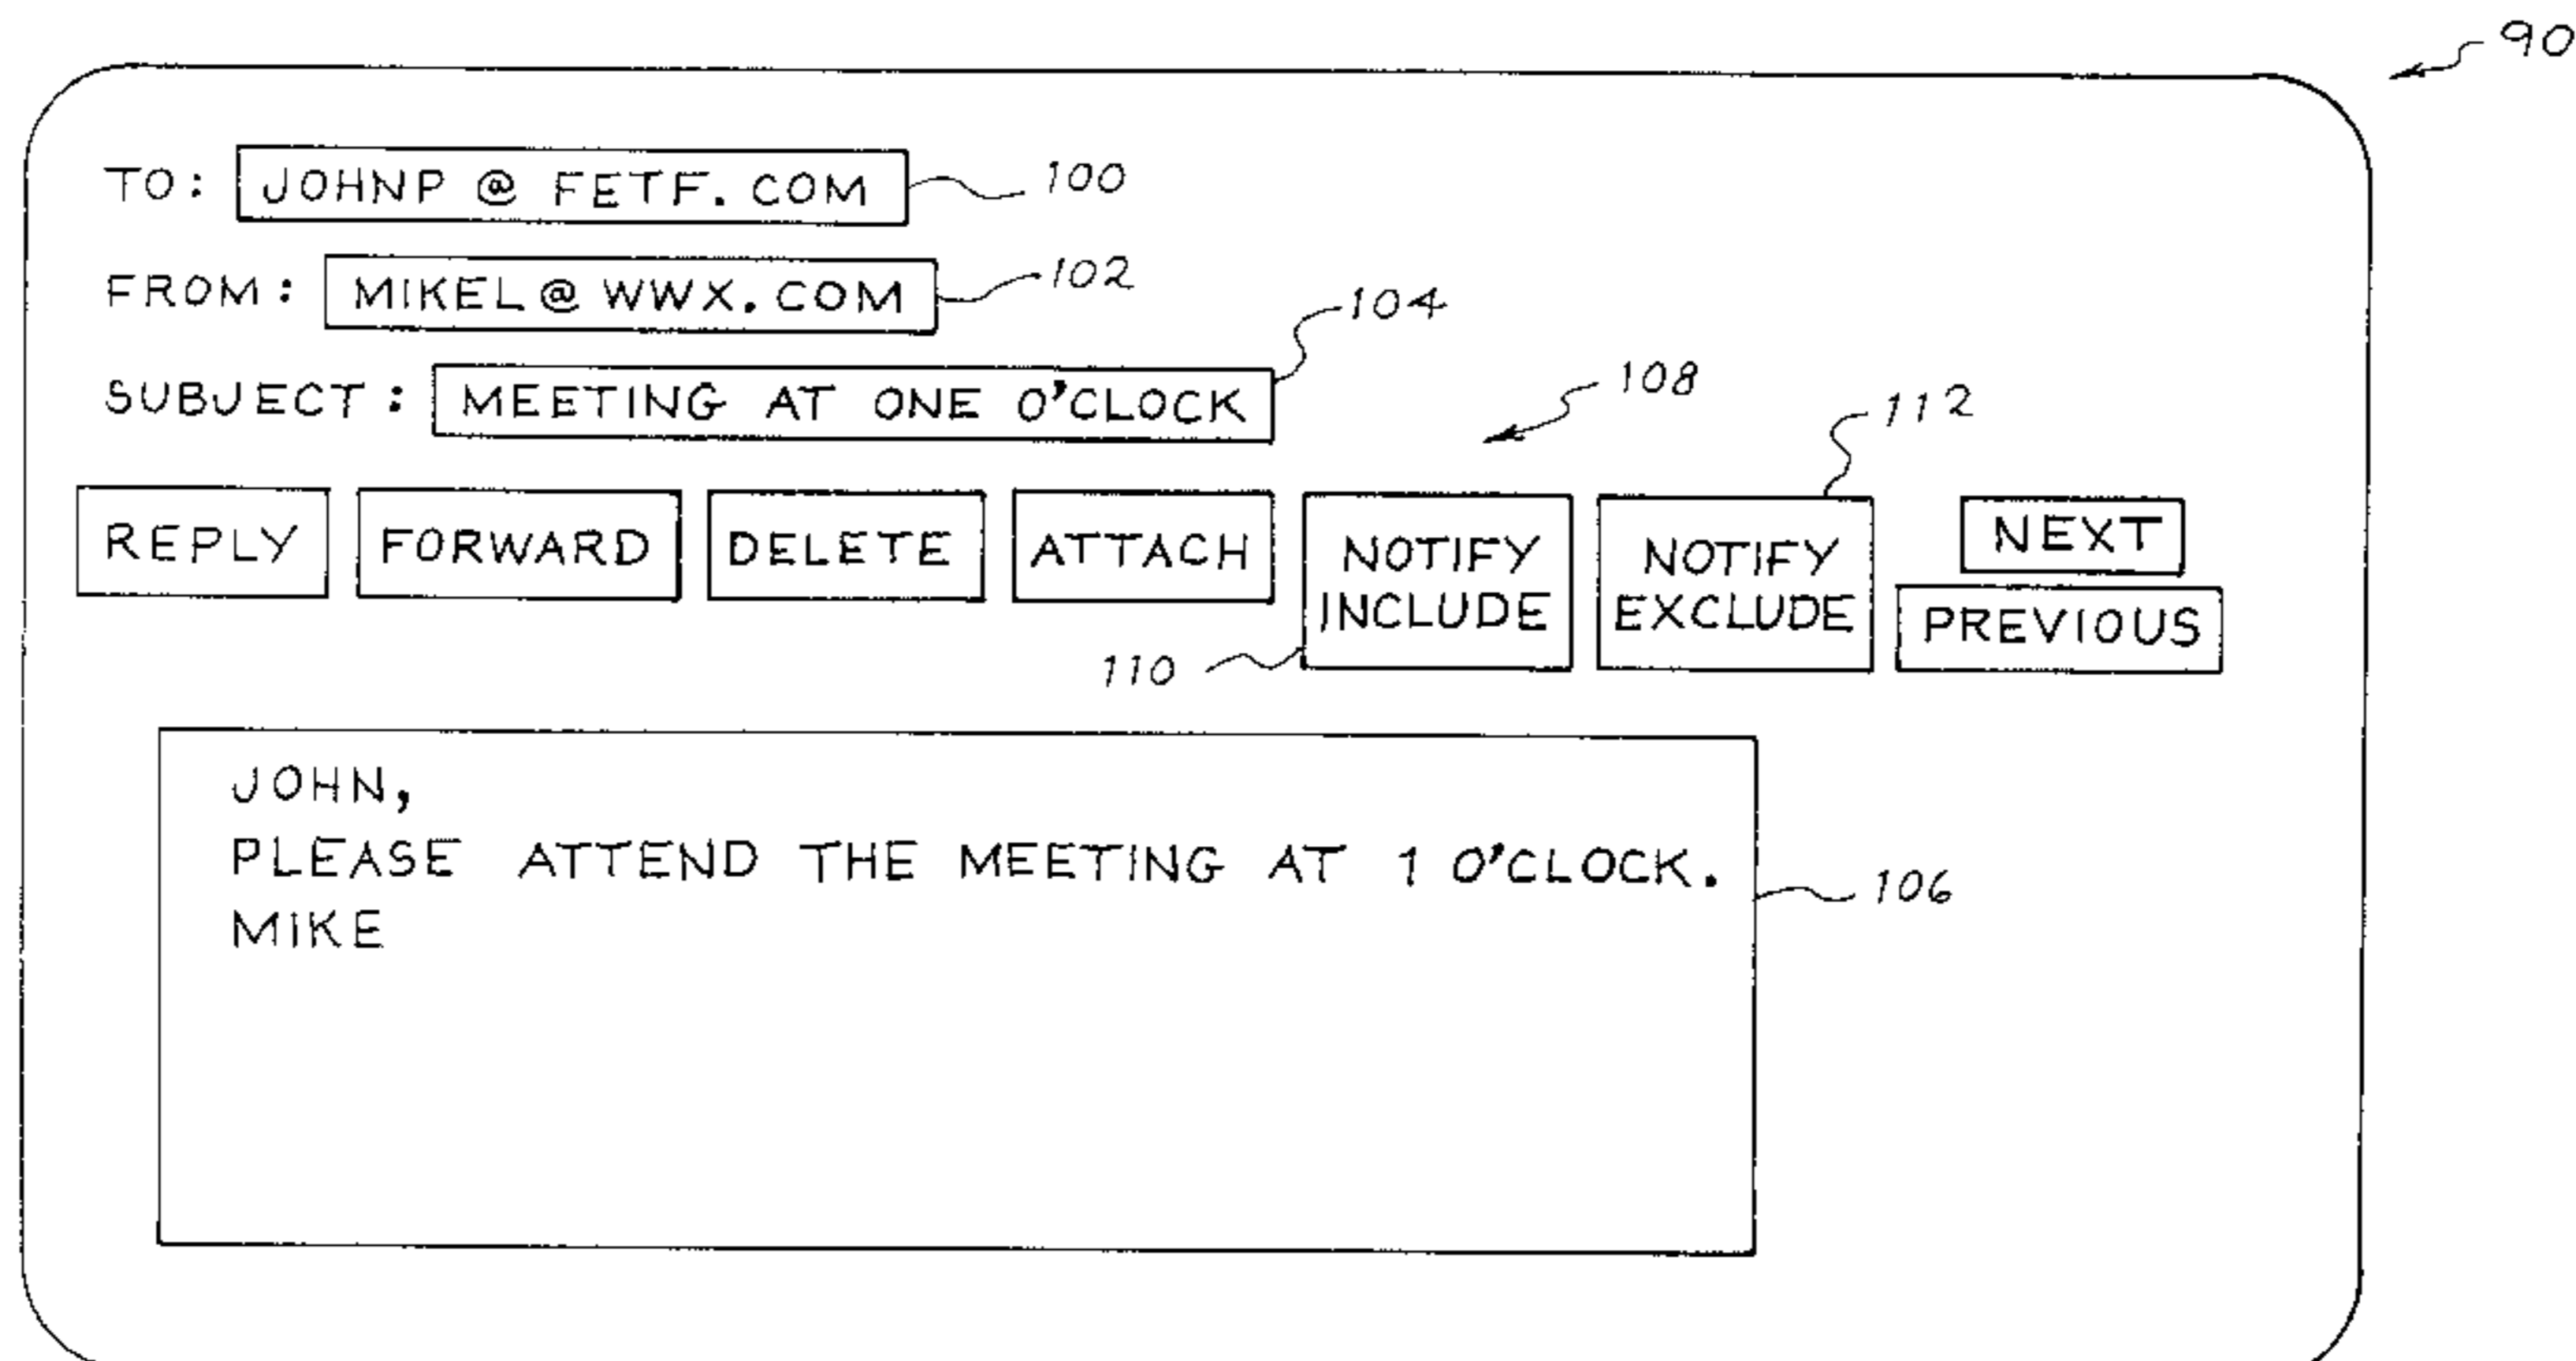 90
TO: JOHNP @ FETF. COM 100
FROM: MIKEL@ WWX. COM 102
SUBJECT: MEETING AT ONE O'CLOCK 104
108
112
REPLY FORWARD DELETE ATTACH NOTIFY INCLUDE NOTIFY EXCLUDE NEXT
PREVIOUS
110
JOHN,
PLEASE ATTEND THE MEETING AT 1 O'CLOCK.
MIKE
106